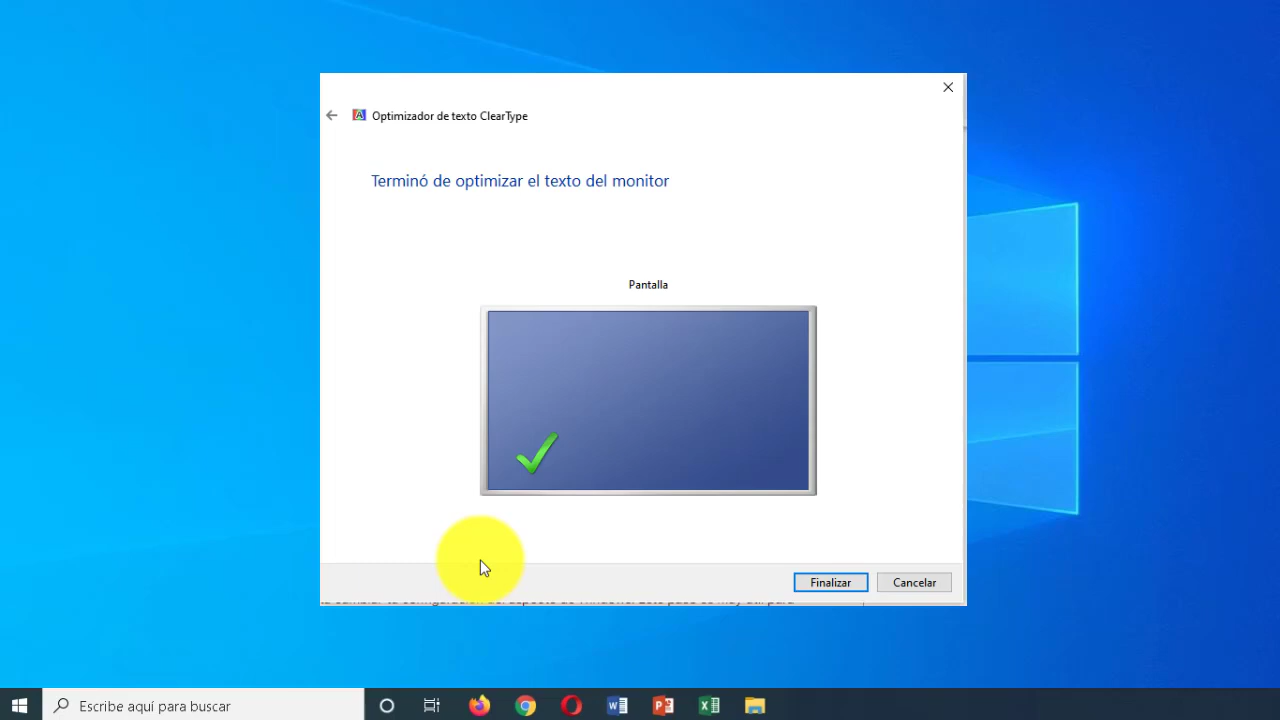 Optimizador de texto ClearType
Terminó de optimizar el texto del monitor
Pantalla
Finalizar
Cancelar
Escribe aquí para buscar